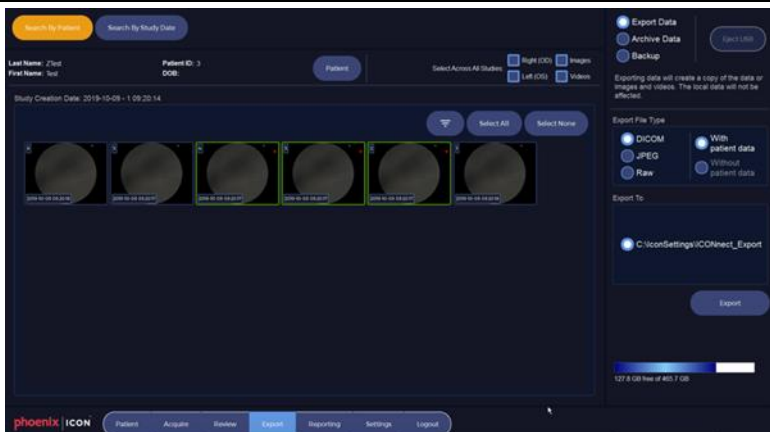 Search By Patient
Search By Study Date
Last Name: ZTest
First Name: Test
Patient ID: 3
DOB:
Patient
Select Across All Studies:
Right (OD)
Images
Left (OS)
Videos
Study Creation Date: 2019-10-09 - 1 09:20:14
Select All
Select None
Export Data
Archive Data
Backup
Eject USB
Exporting data will create a copy of the data or
images and videos. The local data will not be
affected.
Export File Type
DICOM
JPEG
Raw
With
patient data
Without
patient data
Export To
C:\IconSettings\ICONnect_Export
Export
127.8 GB free of 465.7 GB
phoenix | ICON
Patient
Acquire
Review
Export
Reporting
Settings
Logout